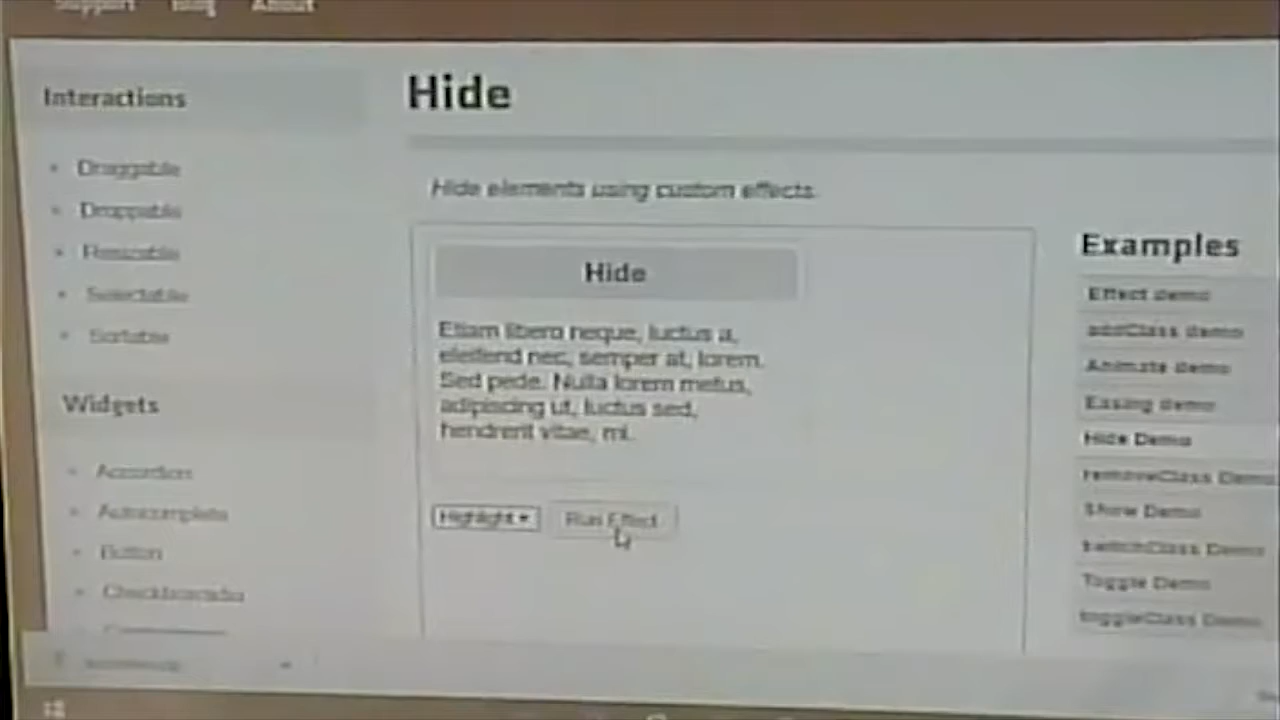 Support Blog About
Interactions
Draggable
Droppable
Resizable
Selectable
Sortable
Widgets
Accordion
Autocomplete
Button
Checkboxradio
Hide
Hide elements using custom effects.
Hide
Etiam libero neque, luctus a,
eleifend nec, semper at, lorem.
Sed pede. Nulla lorem metus,
adipiscing ut, luctus sed,
hendrerit vitae, mi.
Highlight Run Effect
Examples
Effect demo
addClass demo
Animate demo
Easing demo
Hide Demo
removeClass Demo
Show Demo
switchClass Demo
Toggle Demo
toggleClass Demo